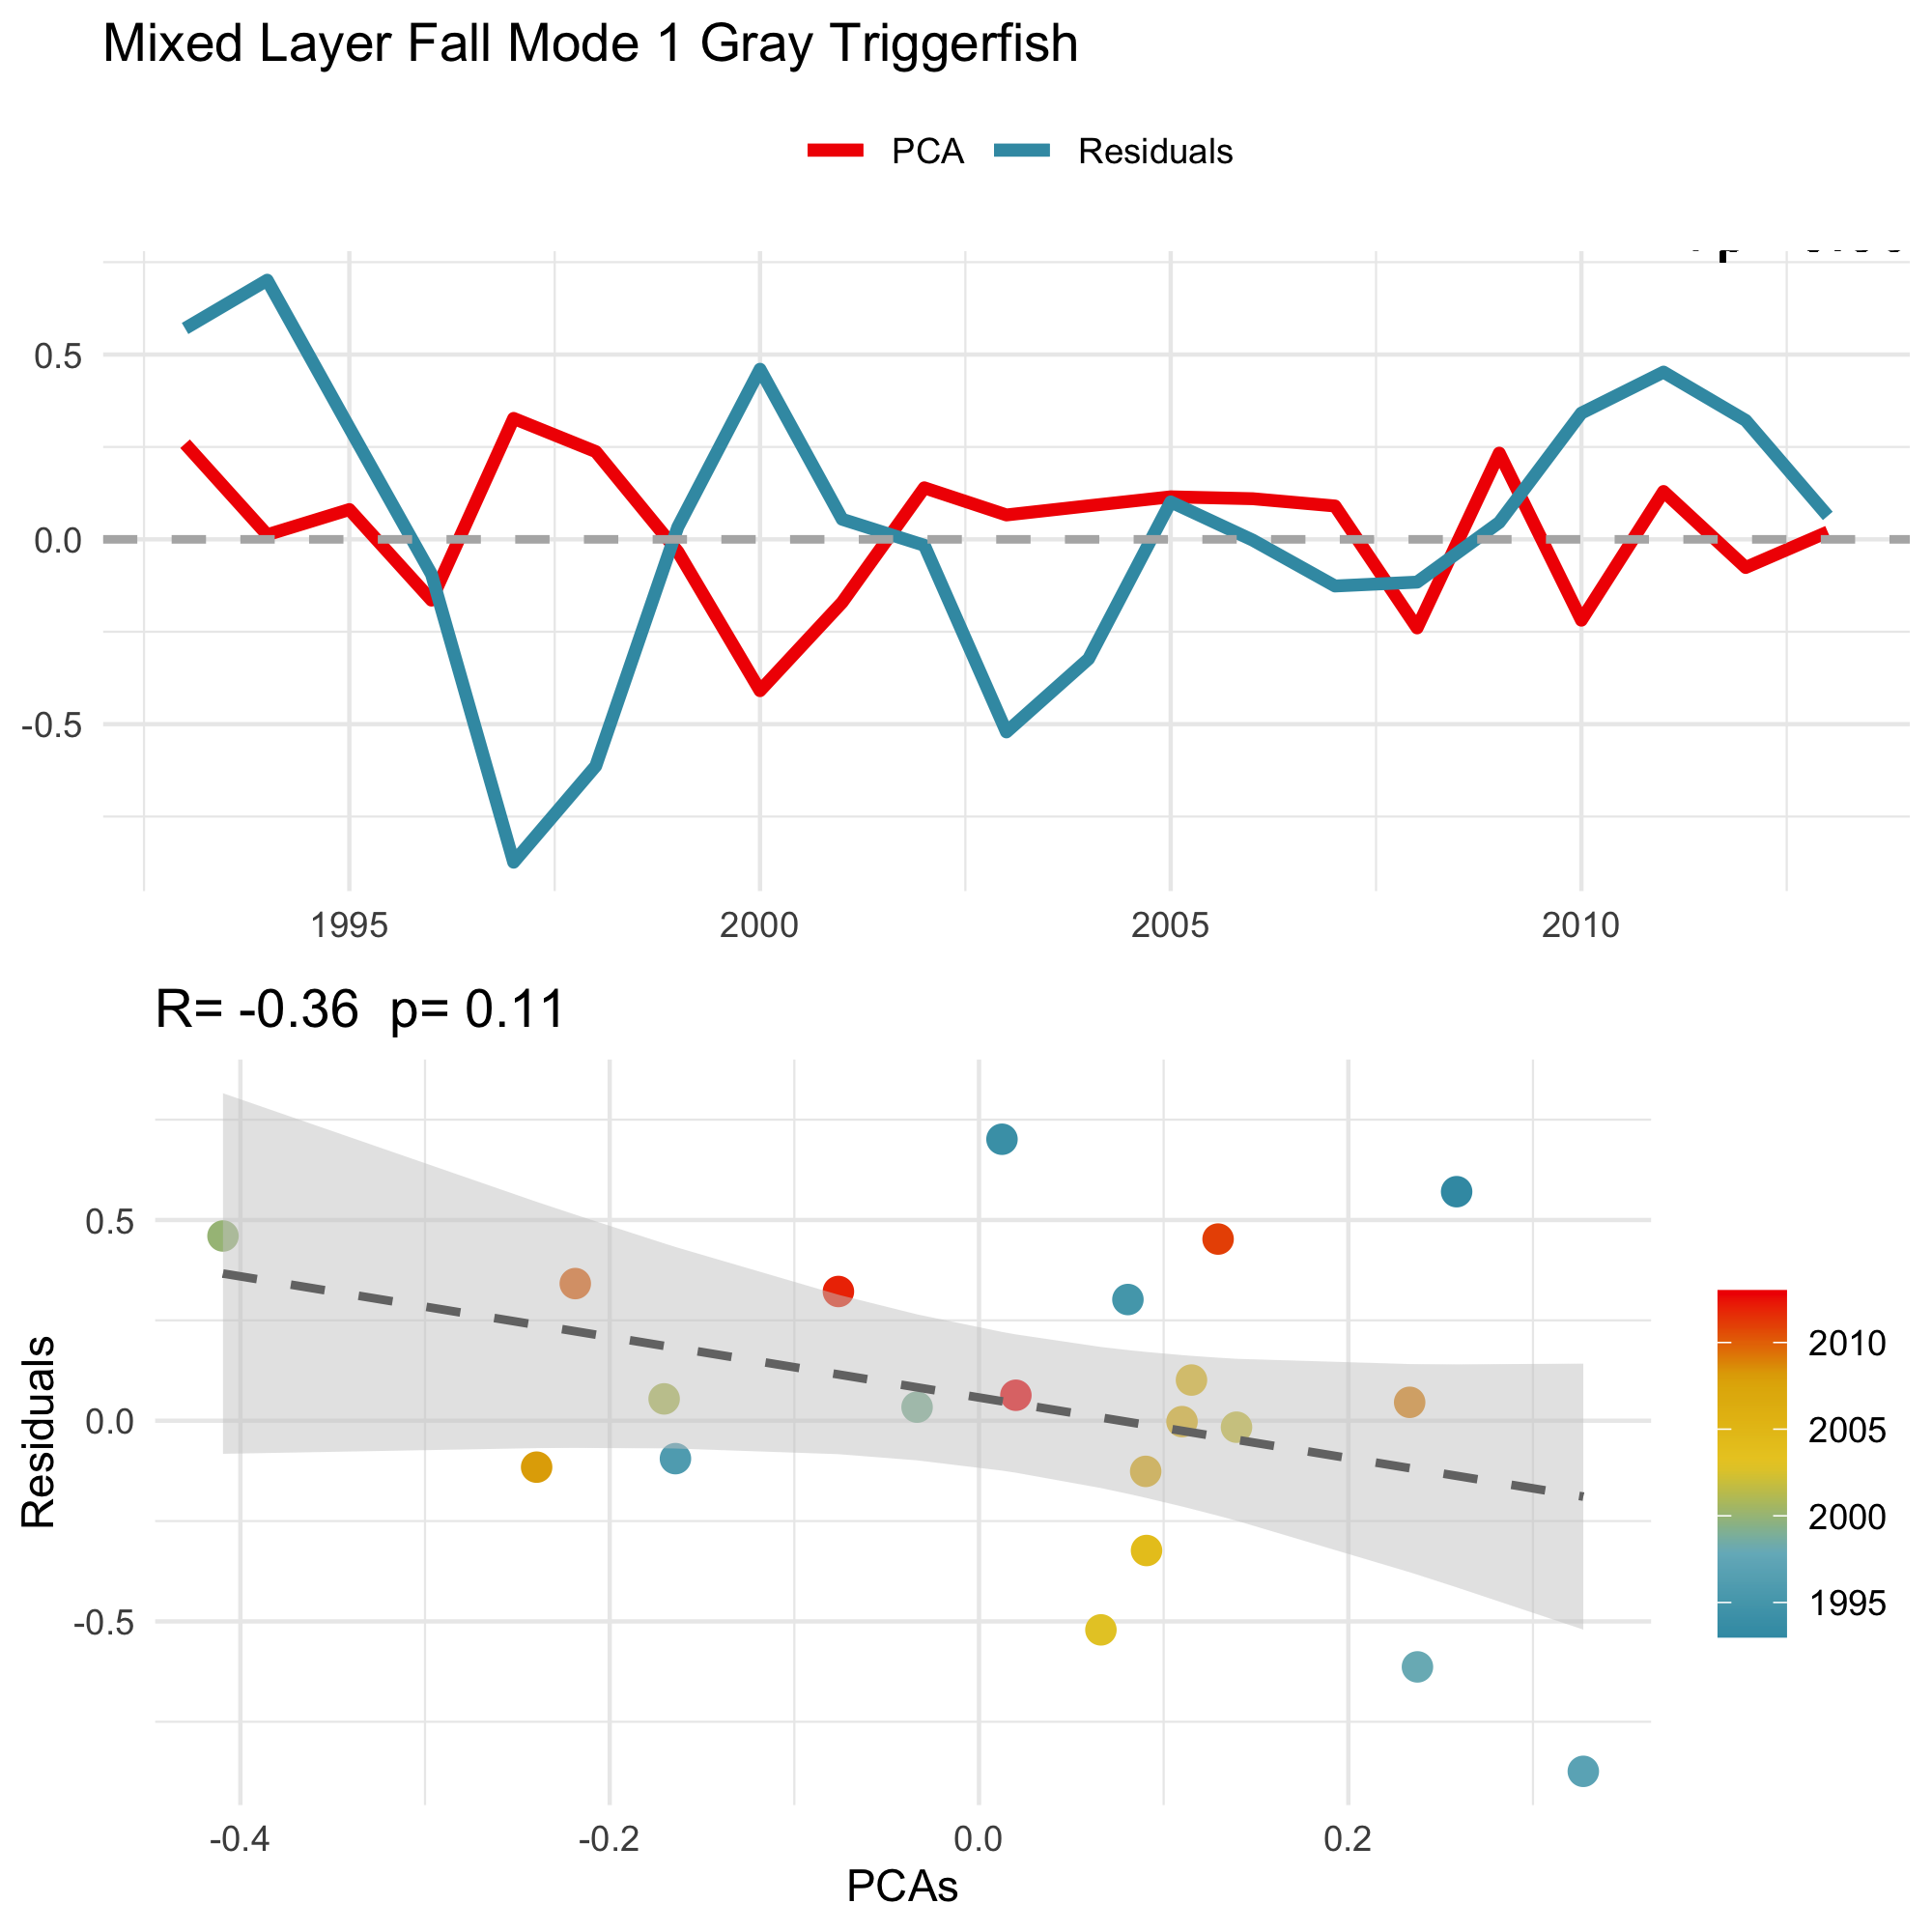 Mixed Layer Fall Mode 1 Gray Triggerfish
PCA Residuals
0.5
0.0
-0.5
1995 2000 2005 2010
R= -0.36 p= 0.11
Residuals
0.5
0.0
-0.5
-0.4 -0.2 0.0 0.2
PCAs
2010
2005
2000
1995